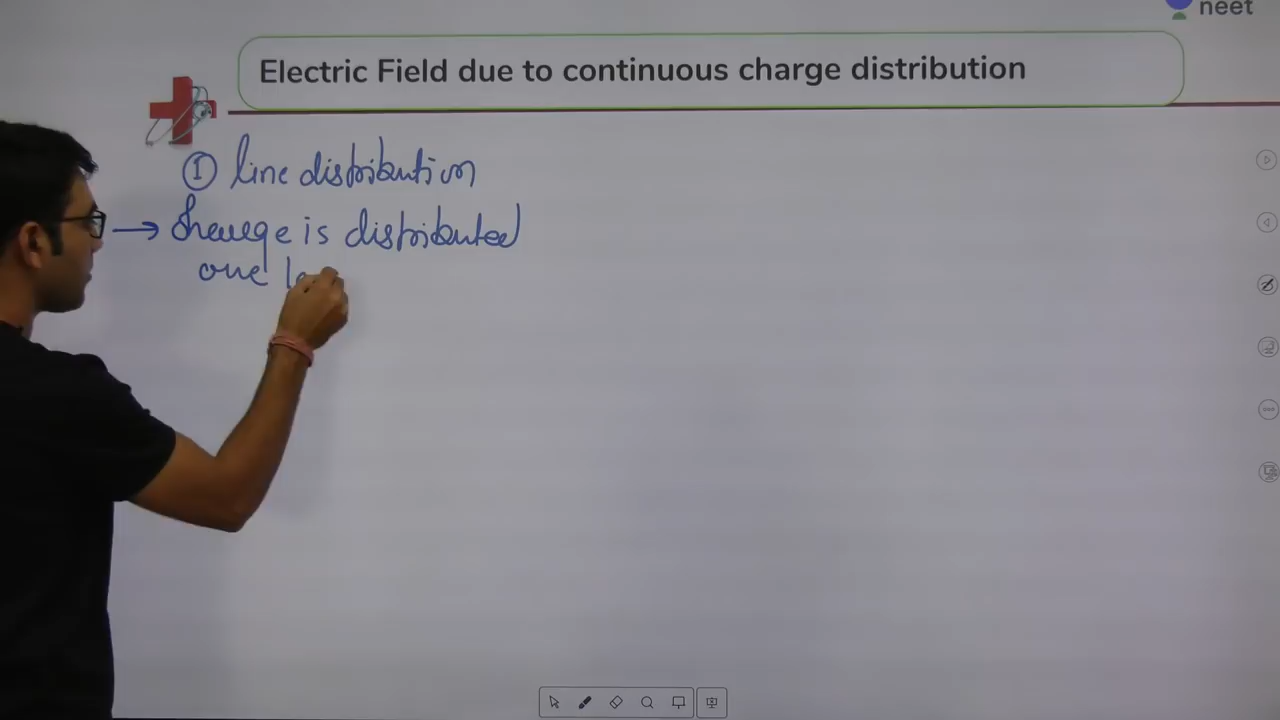 neet
Electric Field due to continuous charge distribution
① line distribution
→ charge is distributed
one